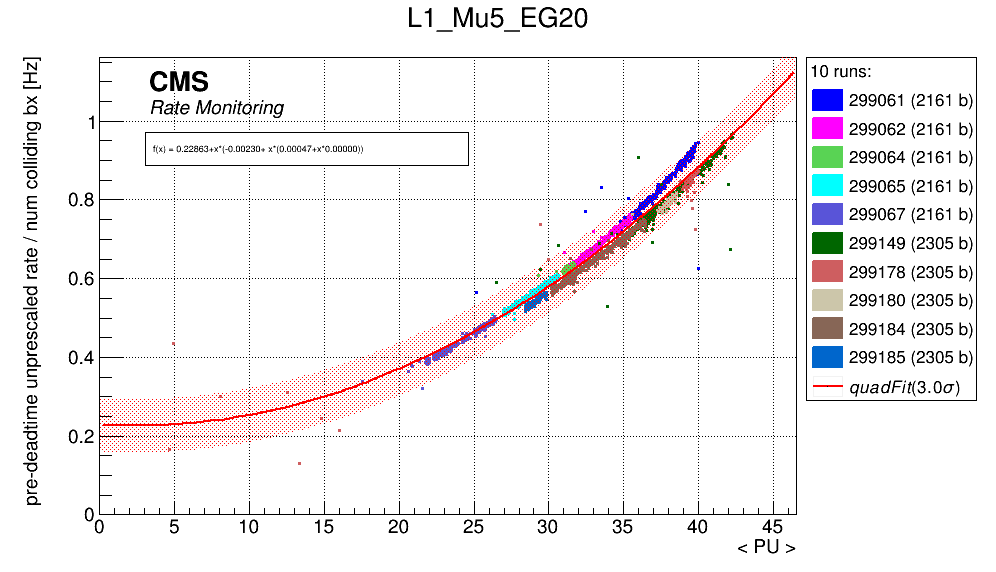 L1_Mu5_EG20
pre-deadtime unprescaled rate / num colliding bx [Hz]
CMS
Rate Monitoring
f(x) = 0.22863+x*(-0.00230+ x*(0.00047+x*0.00000))
1
0.8
0.6
0.4
0.2
0
0 5 10 15 20 25 30 35 40 45
< PU >
10 runs:
299061 (2161 b)
299062 (2161 b)
299064 (2161 b)
299065 (2161 b)
299067 (2161 b)
299149 (2305 b)
299178 (2305 b)
299180 (2305 b)
299184 (2305 b)
299185 (2305 b)
quadFit(3.0σ)